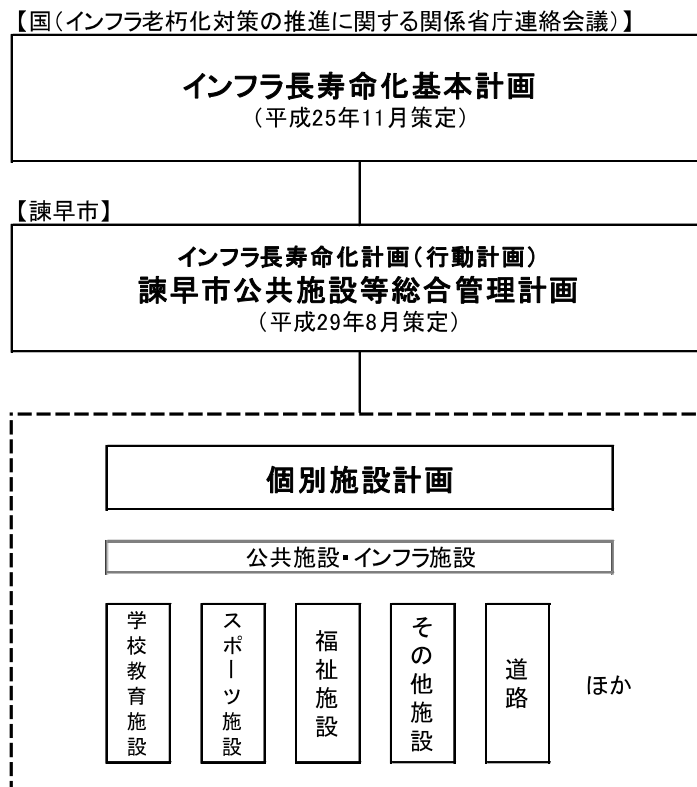 【国（インフラ老朽化対策の推進に関する関係省庁連絡会議）】
インフラ長寿命化基本計画
（平成25年11月策定）
【諫早市】
インフラ長寿命化計画（行動計画）
諫早市公共施設等総合管理計画
（平成29年8月策定）
個別施設計画
公共施設・インフラ施設
学校教育施設
スポーツ施設
福祉施設
その他施設
道路
ほか